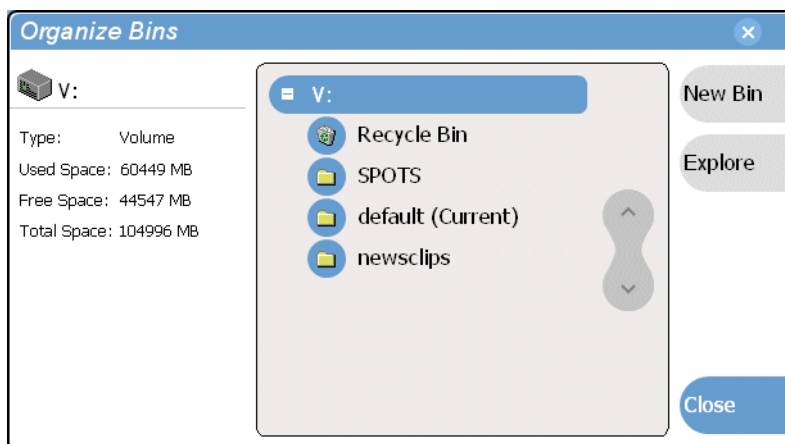 Organize Bins
V:
Type: Volume
Used Space: 60449 MB
Free Space: 44547 MB
Total Space: 104996 MB
V:
Recycle Bin
SPOTS
default (Current)
newsclips
New Bin
Explore
Close